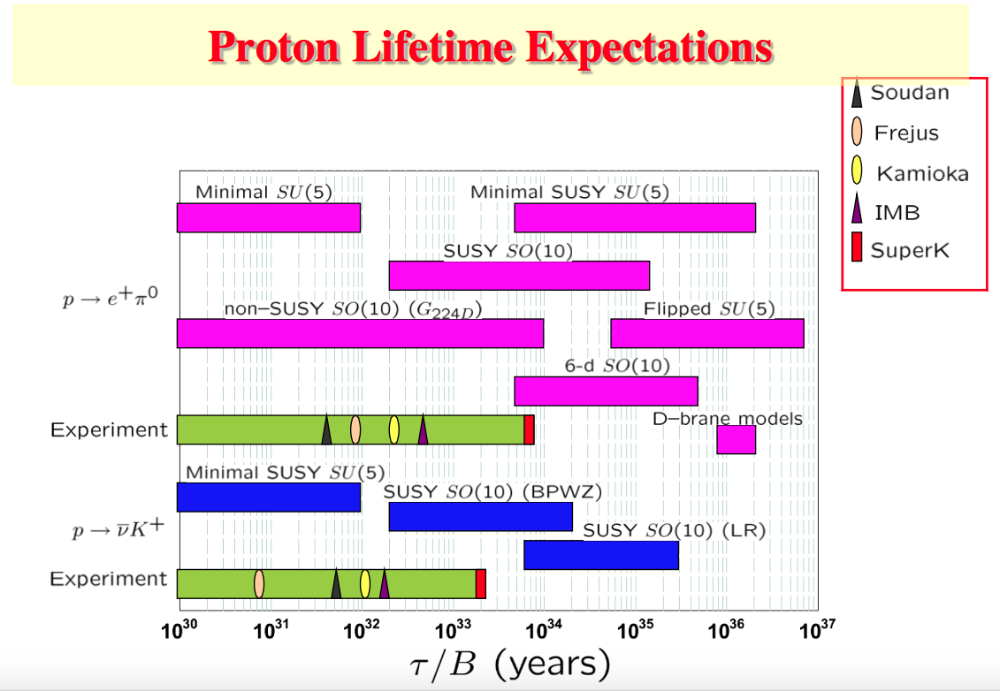 Proton Lifetime Expectations
Soudan
Frejus
Kamioka
IMB
SuperK
Minimal SU(5)
Minimal SUSY SU(5)
SUSY SO(10)
p → e⁺π⁰
non–SUSY SO(10) (G₂₂₄D)
Flipped SU(5)
6-d SO(10)
D–brane models
Experiment
Minimal SUSY SU(5)
SUSY SO(10) (BPWZ)
p → ν̅K⁺
SUSY SO(10) (LR)
Experiment
10³⁰ 10³¹ 10³² 10³³ 10³⁴ 10³⁵ 10³⁶ 10³⁷
τ/B (years)